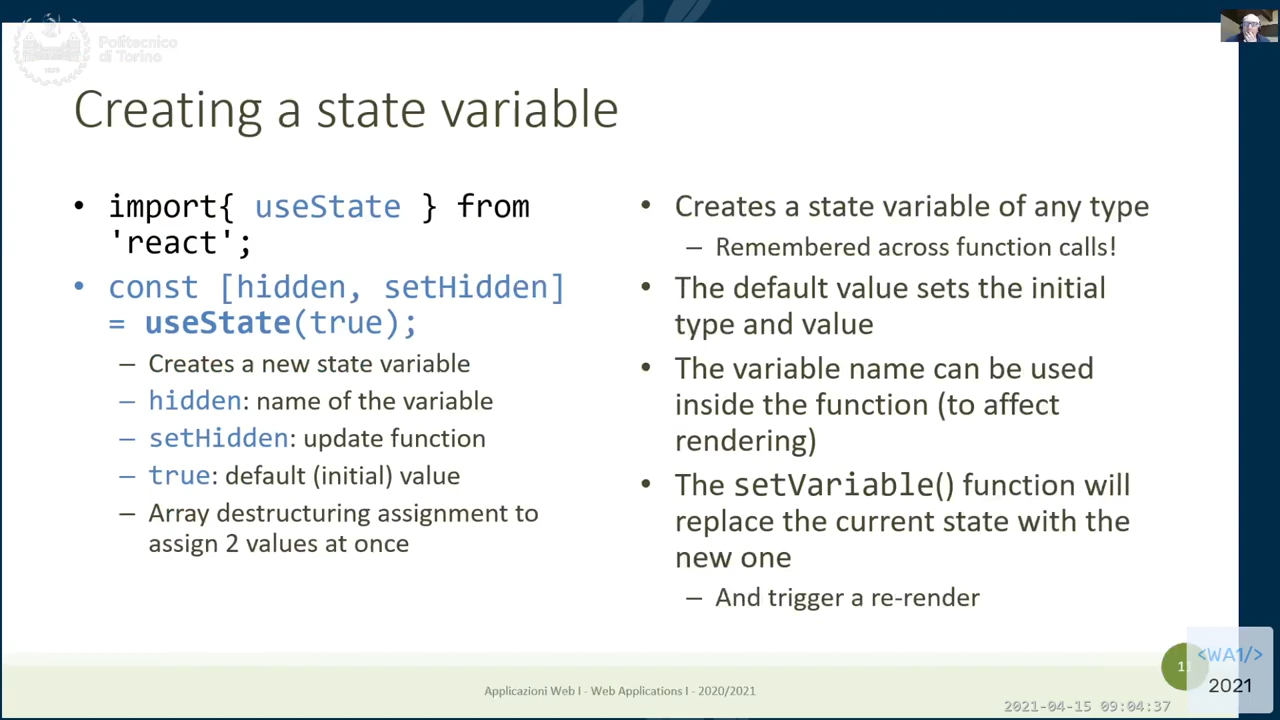 Politecnico
di Torino
Creating a state variable
• import{ useState } from
'react';
• const [hidden, setHidden]
= useState(true);
– Creates a new state variable
– hidden: name of the variable
– setHidden: update function
– true: default (initial) value
– Array destructuring assignment to
assign 2 values at once
• Creates a state variable of any type
– Remembered across function calls!
• The default value sets the initial
type and value
• The variable name can be used
inside the function (to affect
rendering)
• The setVariable() function will
replace the current state with the
new one
– And trigger a re-render
Applicazioni Web I - Web Applications I - 2020/2021
<WA1/>
2021
2021-04-15 09:04:37